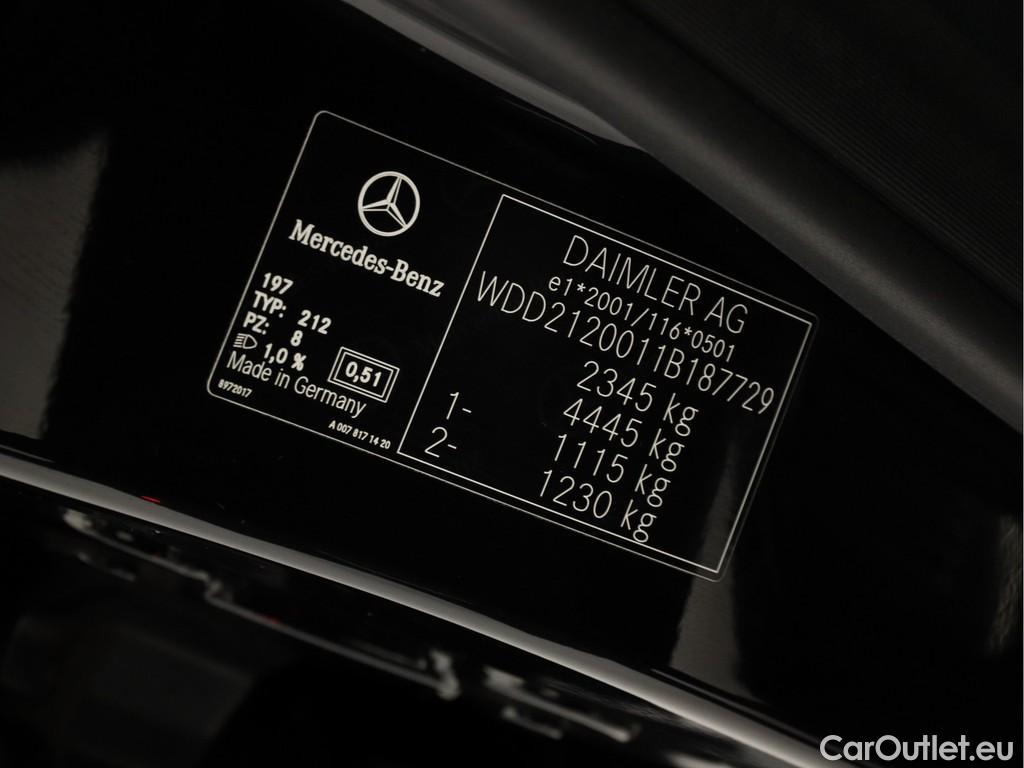 Mercedes-Benz
197
TYP: 212
PZ: 8
1,0 %
0,51
Made in Germany
8972017
A 007 817 14 20
DAIMLER AG
e1*2001/116*0501
WDD2120011B187729
2345 kg
4445 kg
1- 1115 kg
2- 1230 kg
CarOutlet.eu